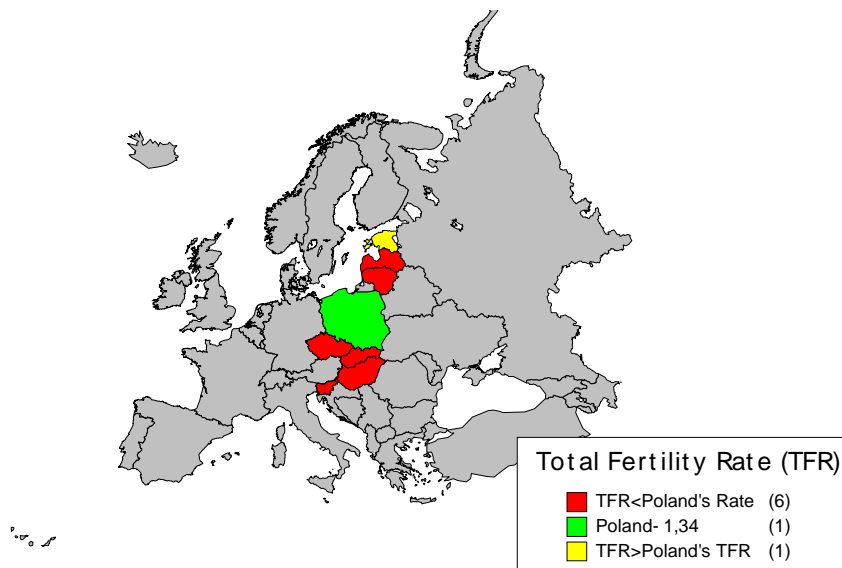 Total Fertility Rate (TFR)
TFR<Poland's Rate (6)
Poland- 1,34 (1)
TFR>Poland's TFR (1)